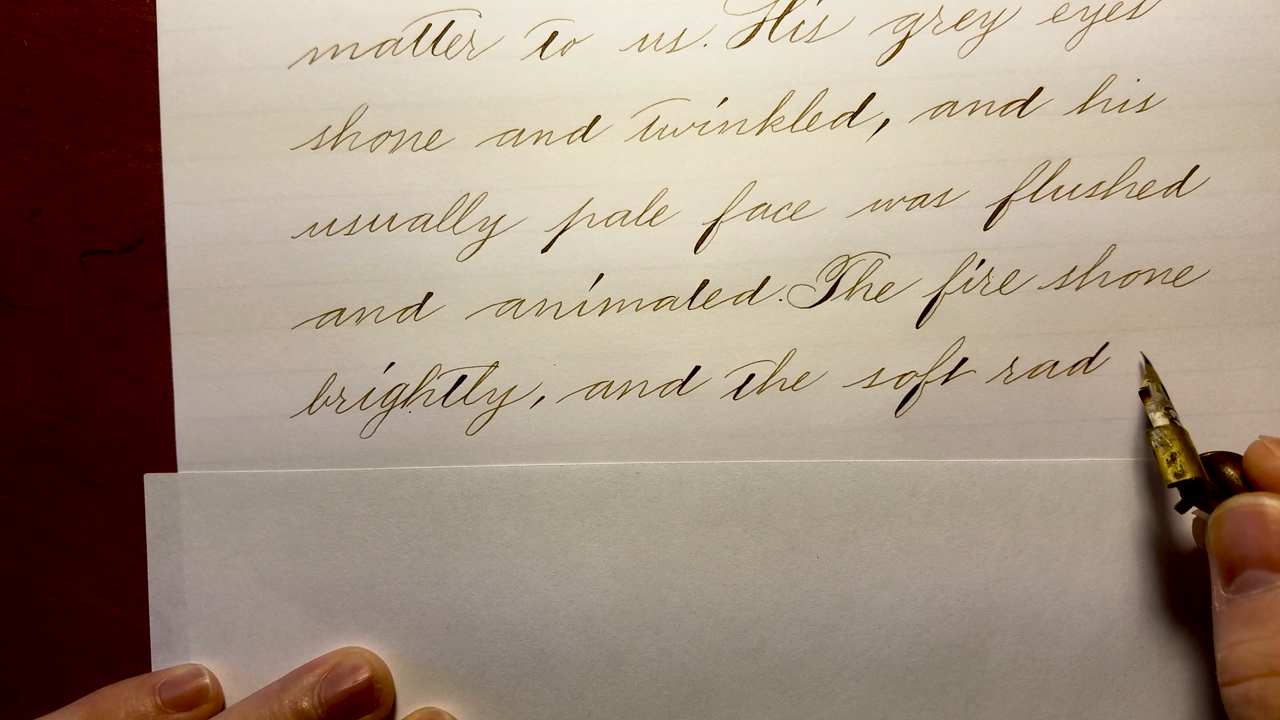 matter to us. His grey eyes
shone and twinkled, and his
usually pale face was flushed
and animated. The fire shone
brightly, and the soft rad